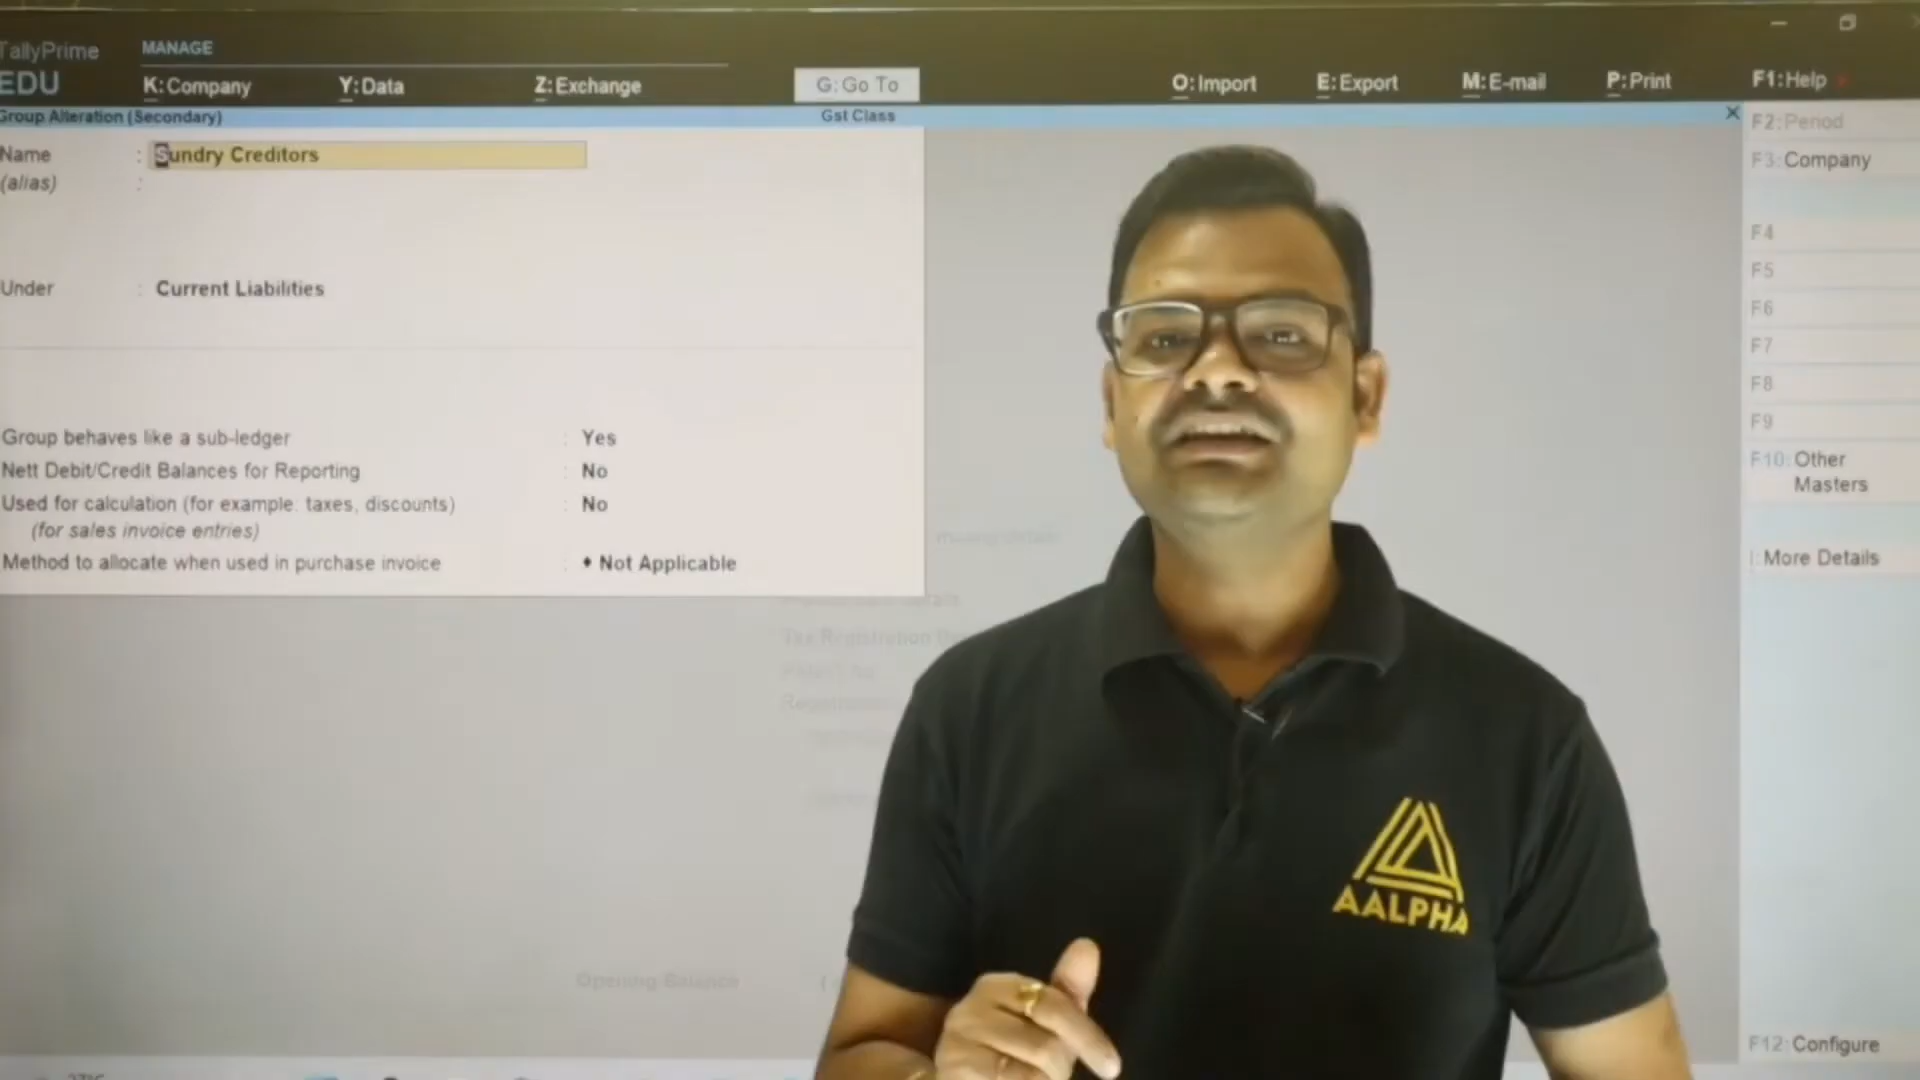 TallyPrime
EDU
MANAGE
K:Company
Y:Data
Z:Exchange
G:Go To
O:Import
E:Export
M:E-mail
P:Print
F1:Help
Group Alteration (Secondary)
Gst Class
Name : Sundry Creditors
(alias) :
Under : Current Liabilities
Group behaves like a sub-ledger : Yes
Nett Debit/Credit Balances for Reporting : No
Used for calculation (for example: taxes, discounts) : No
(for sales invoice entries)
Method to allocate when used in purchase invoice : ♦ Not Applicable
Tax Registration
Opening Balance
F2:Period
F3:Company
F4
F5
F6
F7
F8
F9
F10:Other
Masters
I:More Details
F12:Configure
AALPHA